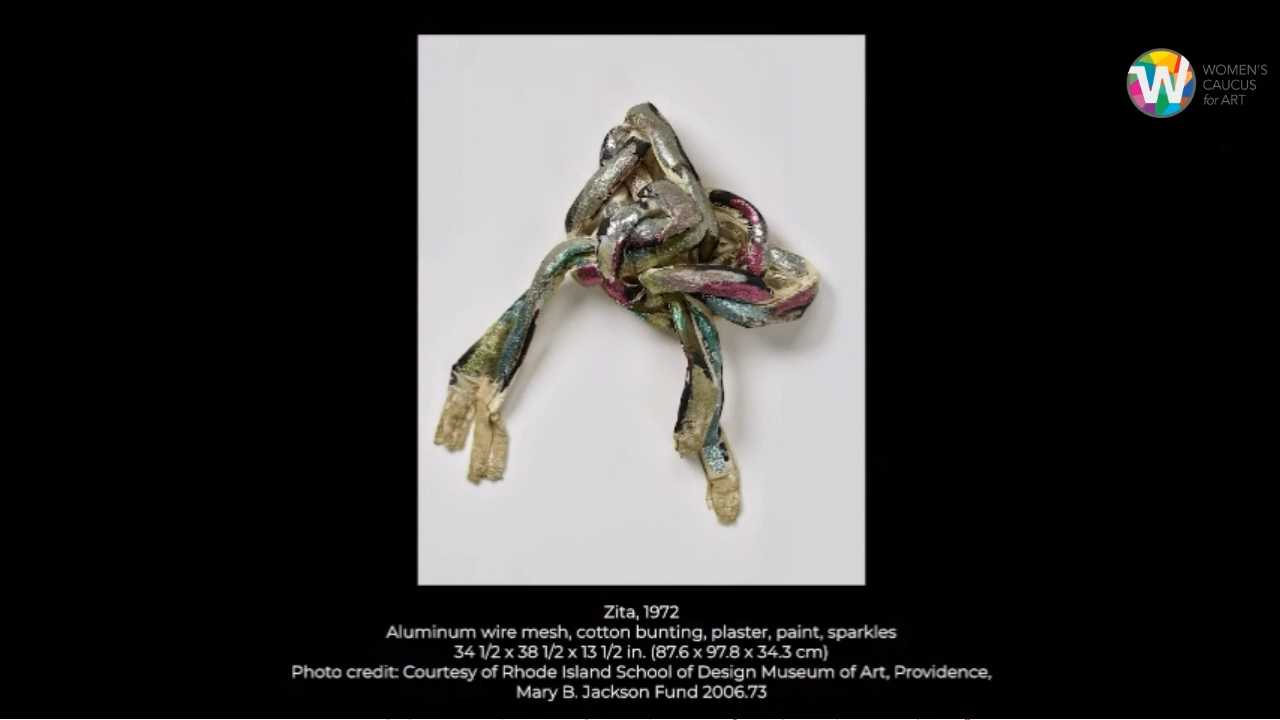 WOMEN'S
CAUCUS
for ART
Zita, 1972
Aluminum wire mesh, cotton bunting, plaster, paint, sparkles
34 1/2 x 38 1/2 x 13 1/2 in. (87.6 x 97.8 x 34.3 cm)
Photo credit: Courtesy of Rhode Island School of Design Museum of Art, Providence,
Mary B. Jackson Fund 2006.73